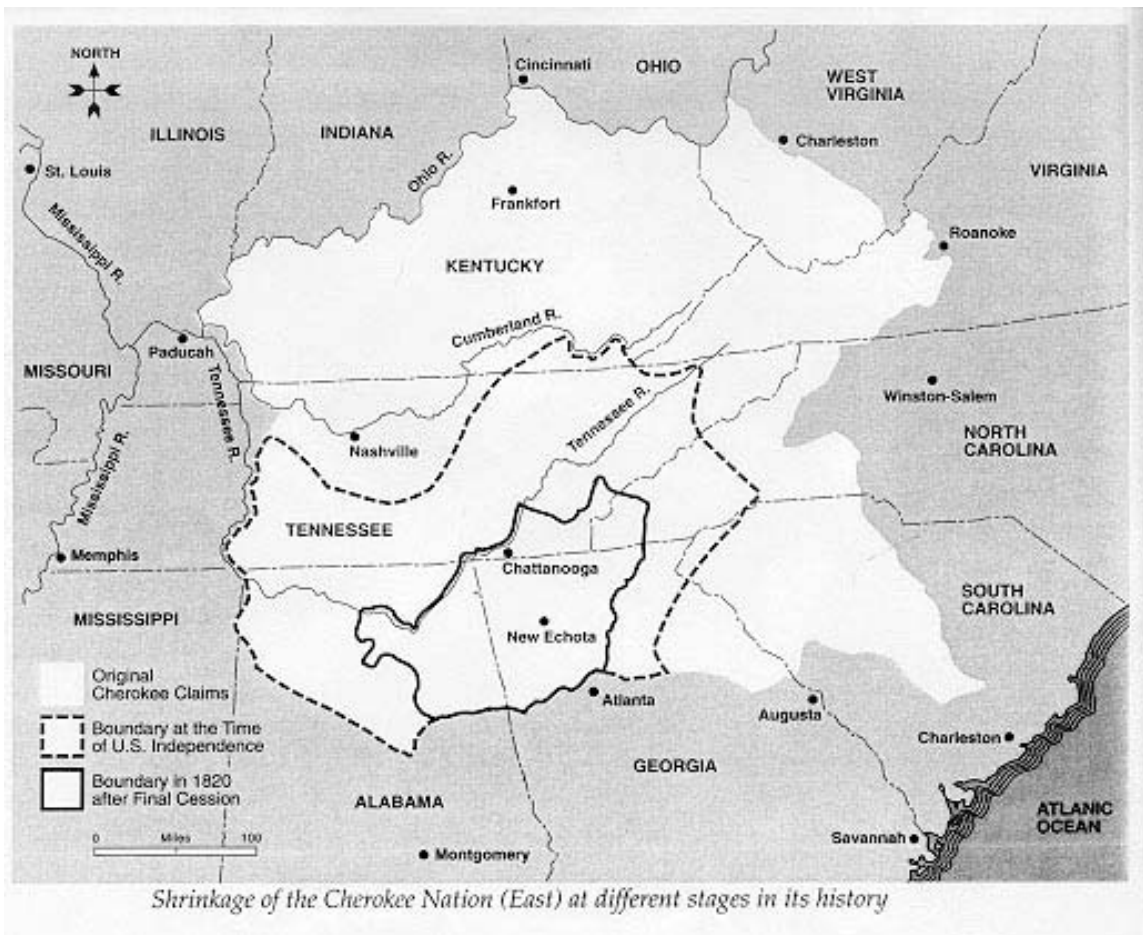 NORTH
Cincinnati
OHIO
WEST
VIRGINIA
ILLINOIS
INDIANA
Charleston
St. Louis
Ohio R.
VIRGINIA
Mississippi R.
Frankfort
Roanoke
KENTUCKY
Cumberland R.
Paducah
MISSOURI
Tennessee R.
Winston-Salem
Tennessee R.
NORTH
CAROLINA
Nashville
Mississippi R.
TENNESSEE
Memphis
Chattanooga
SOUTH
CAROLINA
MISSISSIPPI
New Echota
Original
Cherokee Claims
Atlanta
Augusta
Boundary at the Time
of U.S. Independence
Charleston
GEORGIA
Boundary in 1820
after Final Cession
ALABAMA
ATLANIC
OCEAN
0 Miles 100
Savannah
Montgomery
Shrinkage of the Cherokee Nation (East) at different stages in its history